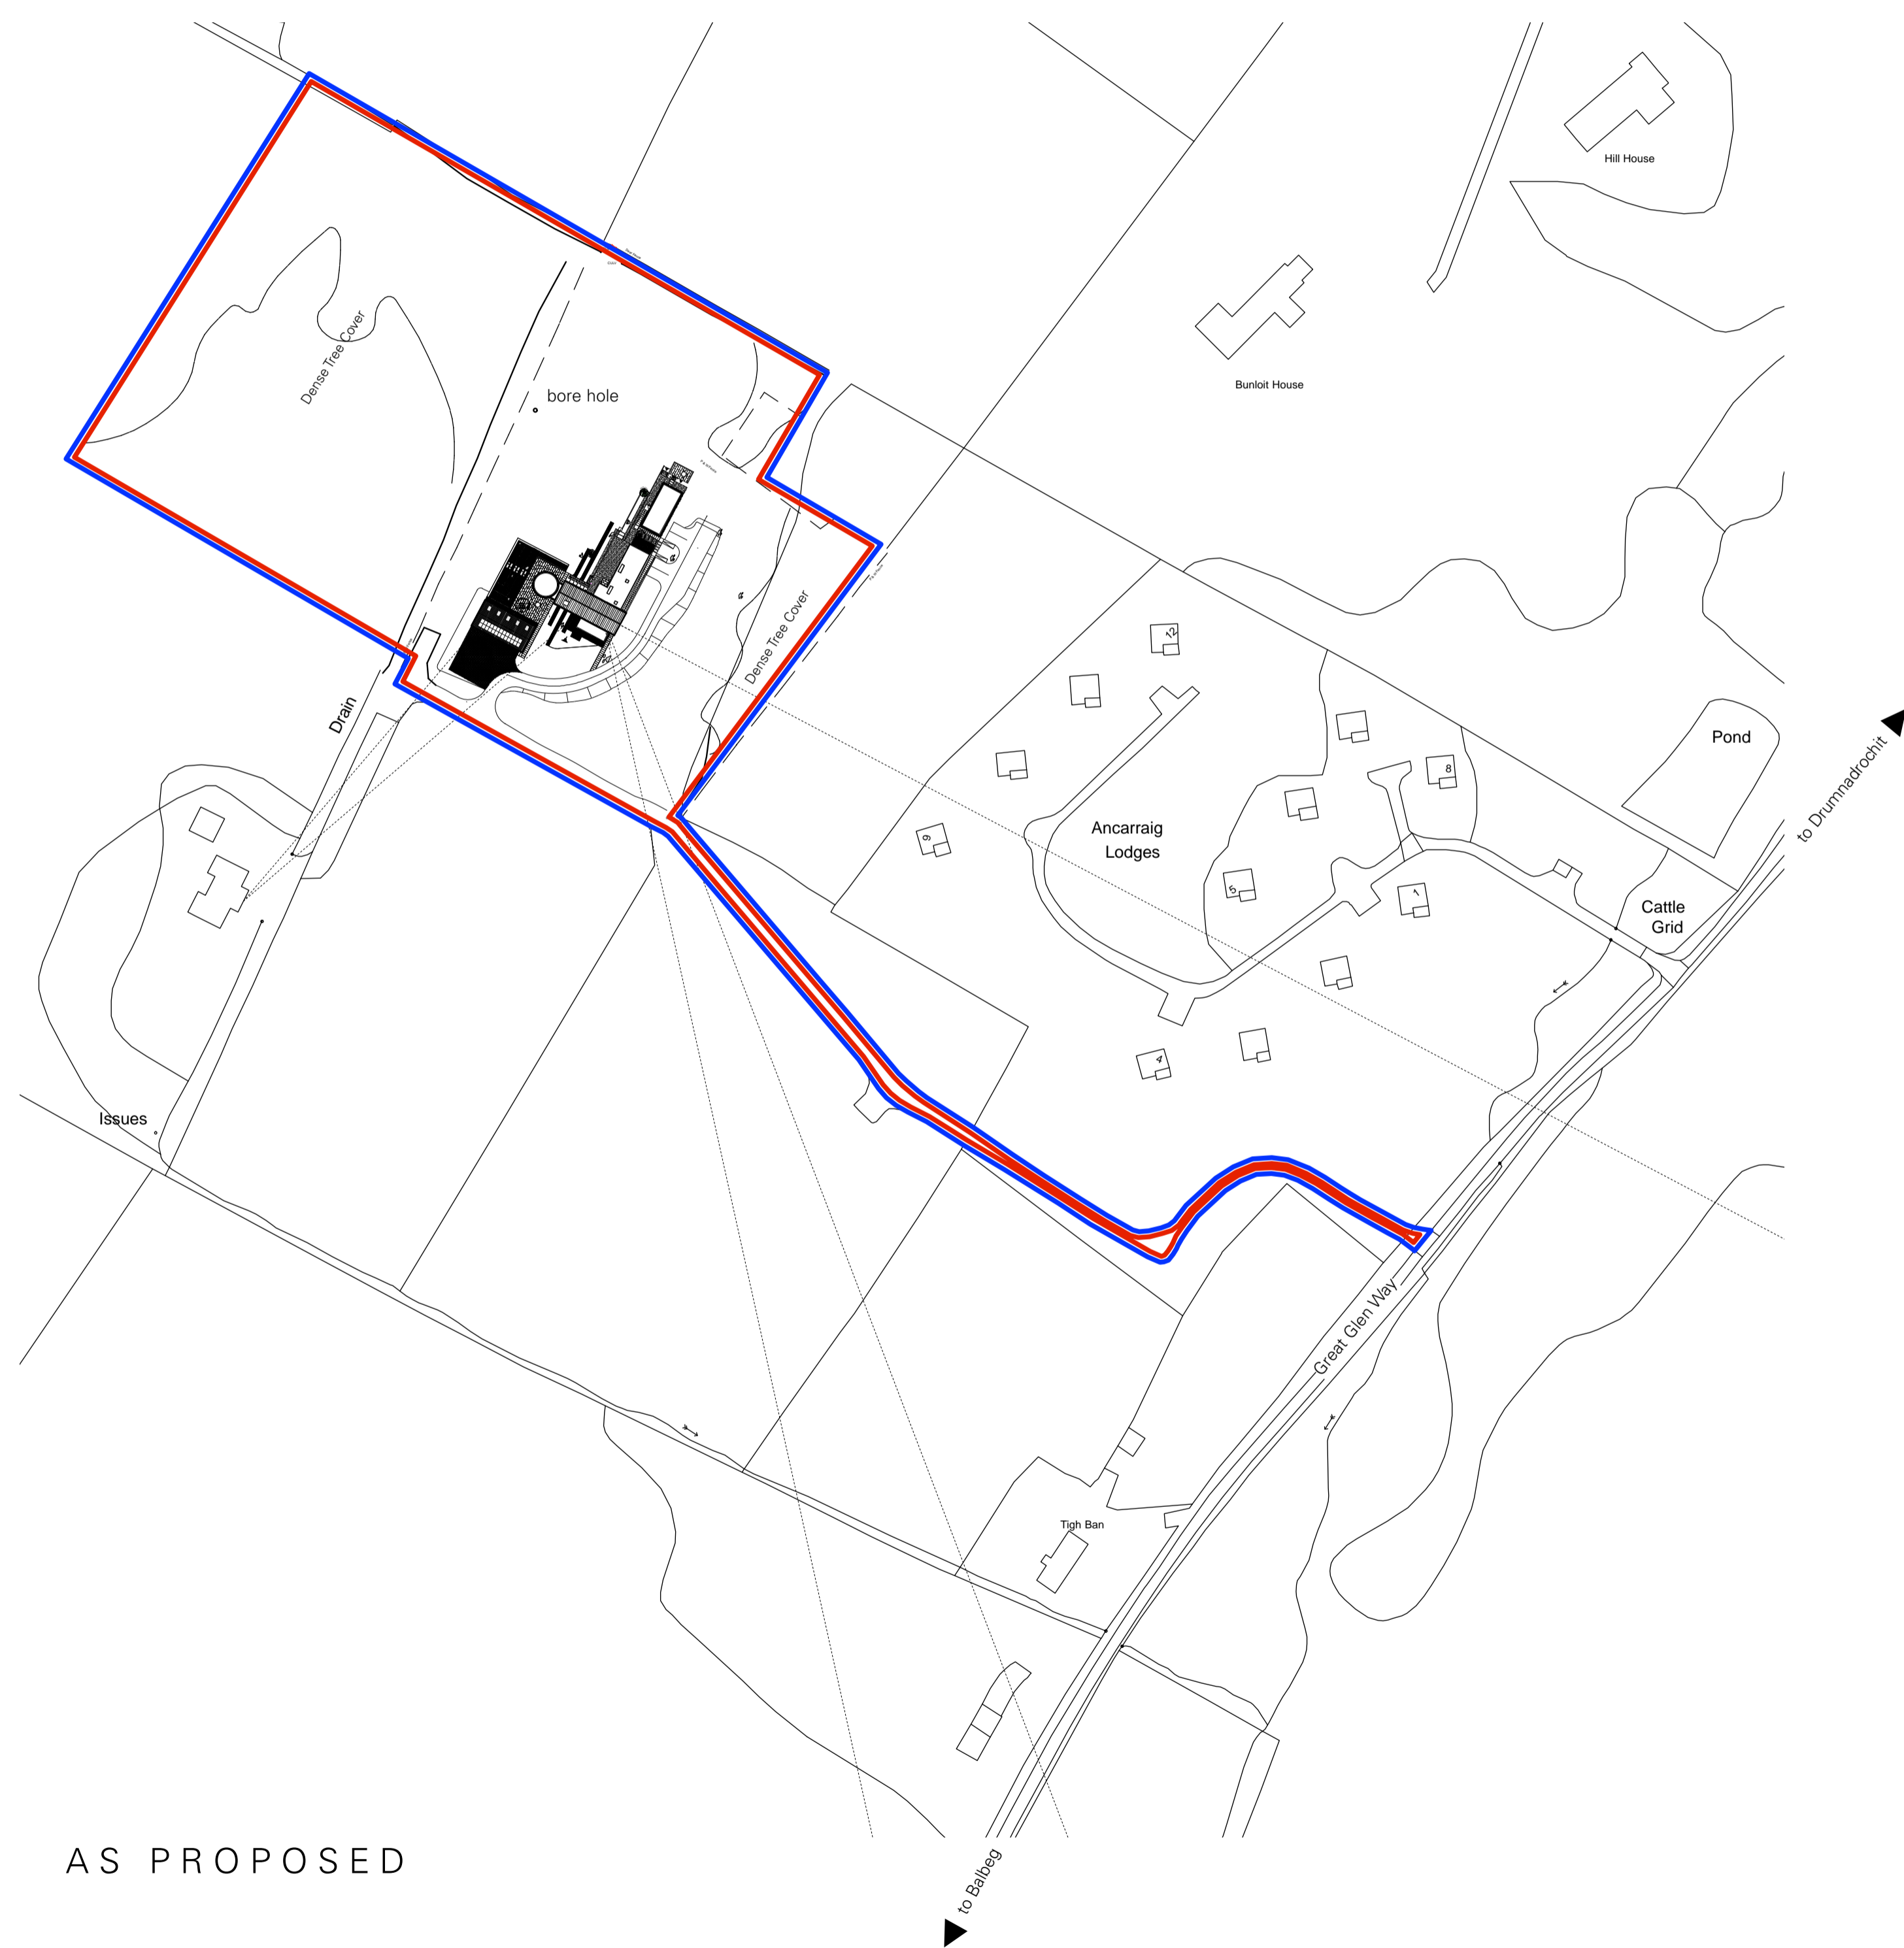 Hill House
Bunloit House
Dense Tree Cover
bore hole
Dense Tree Cover
12
8
Pond
to Drumnadrochit
Drain
9
Ancarraig
Lodges
5
1
Cattle
Grid
4
Issues
Great Glen Way
Tigh Ban
AS PROPOSED
to Balbeg